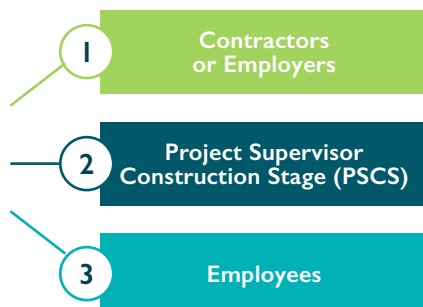 1
Contractors
or Employers
2
Project Supervisor
Construction Stage (PSCS)
3
Employees